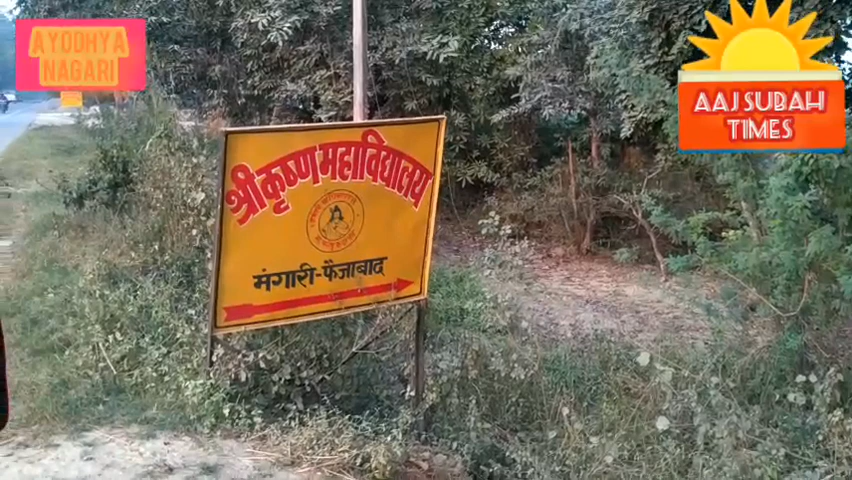 AYODHYA
NAGARI
AAJ SUBAH
TIMES
श्री कृष्ण महाविद्यालय
मंगारी-फैजाबाद